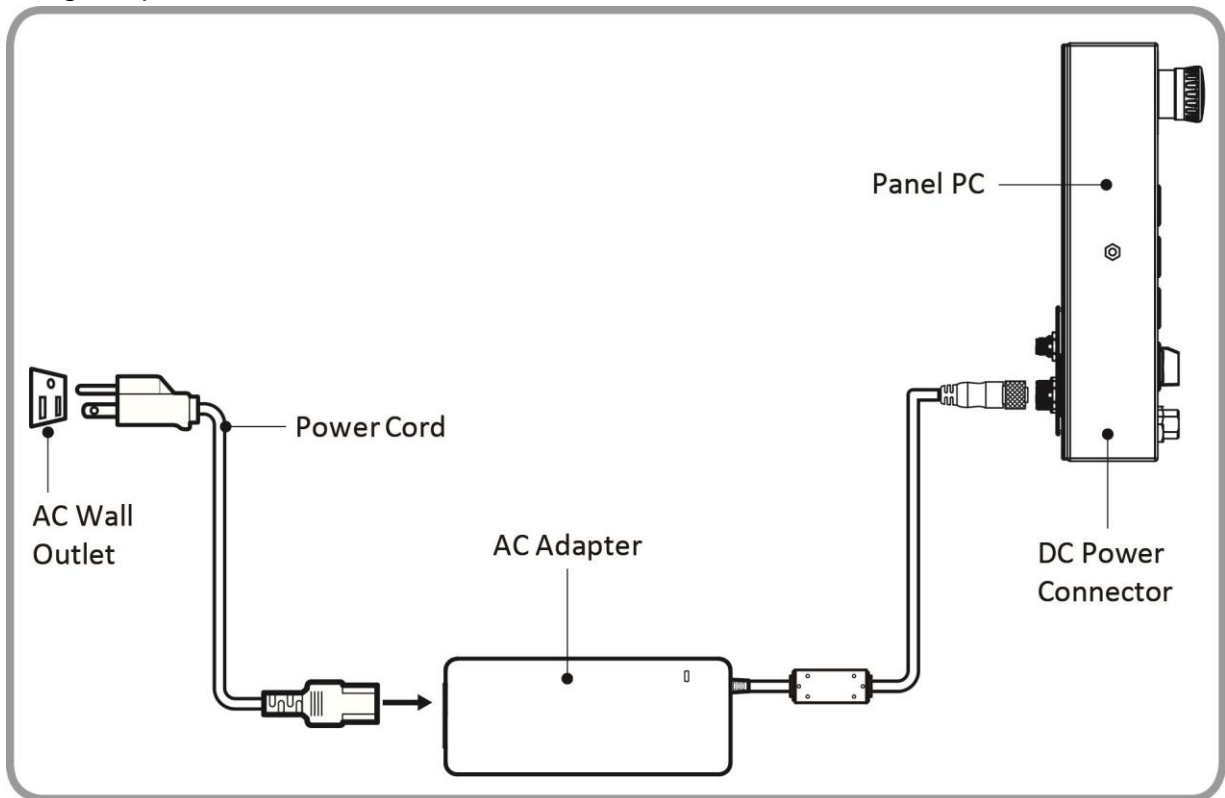 Panel PC
Power Cord
AC Wall
Outlet
AC Adapter
DC Power
Connector